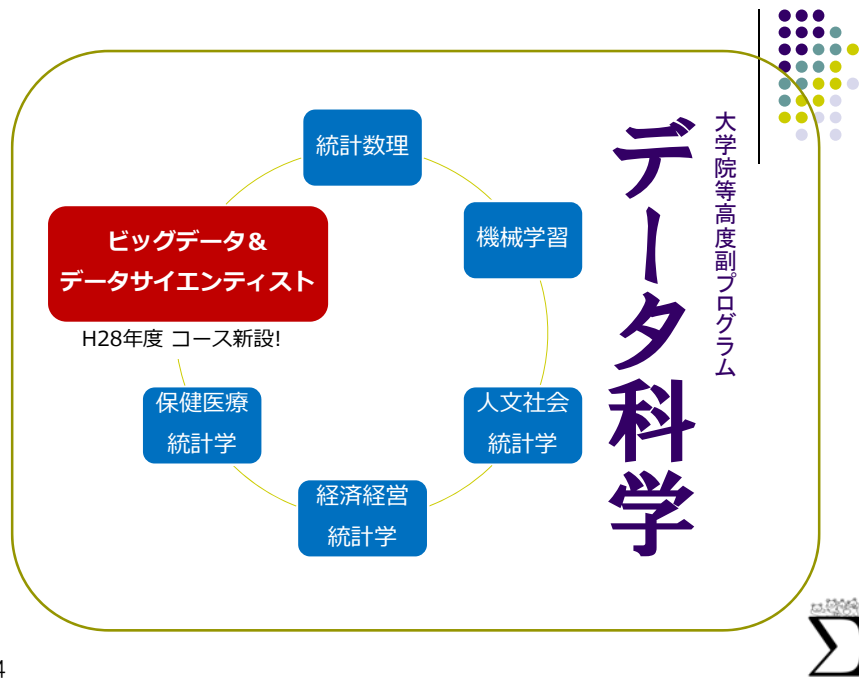 大学院等高度副プログラム
データ科学
統計数理
機械学習
人文社会
統計学
経済経営
統計学
保健医療
統計学
ビッグデータ&
データサイエンティスト
H28年度 コース新設!
Σ
4